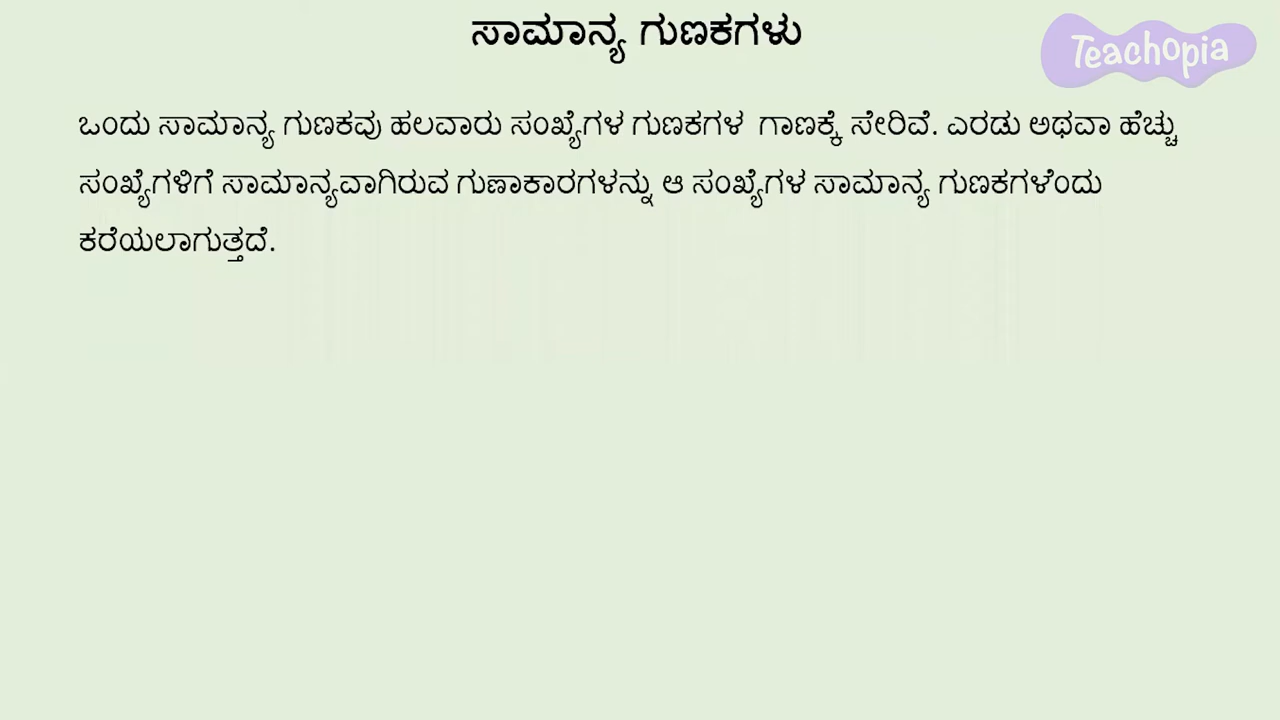 ಸಾಮಾನ್ಯ ಗುಣಕಗಳು
Teachopia
ಒಂದು ಸಾಮಾನ್ಯ ಗುಣಕವು ಹಲವಾರು ಸಂಖ್ಯೆಗಳ ಗುಣಕಗಳ ಗಾಣಕ್ಕೆ ಸೇರಿವೆ. ಎರಡು ಅಥವಾ ಹೆಚ್ಚು
ಸಂಖ್ಯೆಗಳಿಗೆ ಸಾಮಾನ್ಯವಾಗಿರುವ ಗುಣಾಕಾರಗಳನ್ನು ಆ ಸಂಖ್ಯೆಗಳ ಸಾಮಾನ್ಯ ಗುಣಕಗಳೆಂದು
ಕರೆಯಲಾಗುತ್ತದೆ.